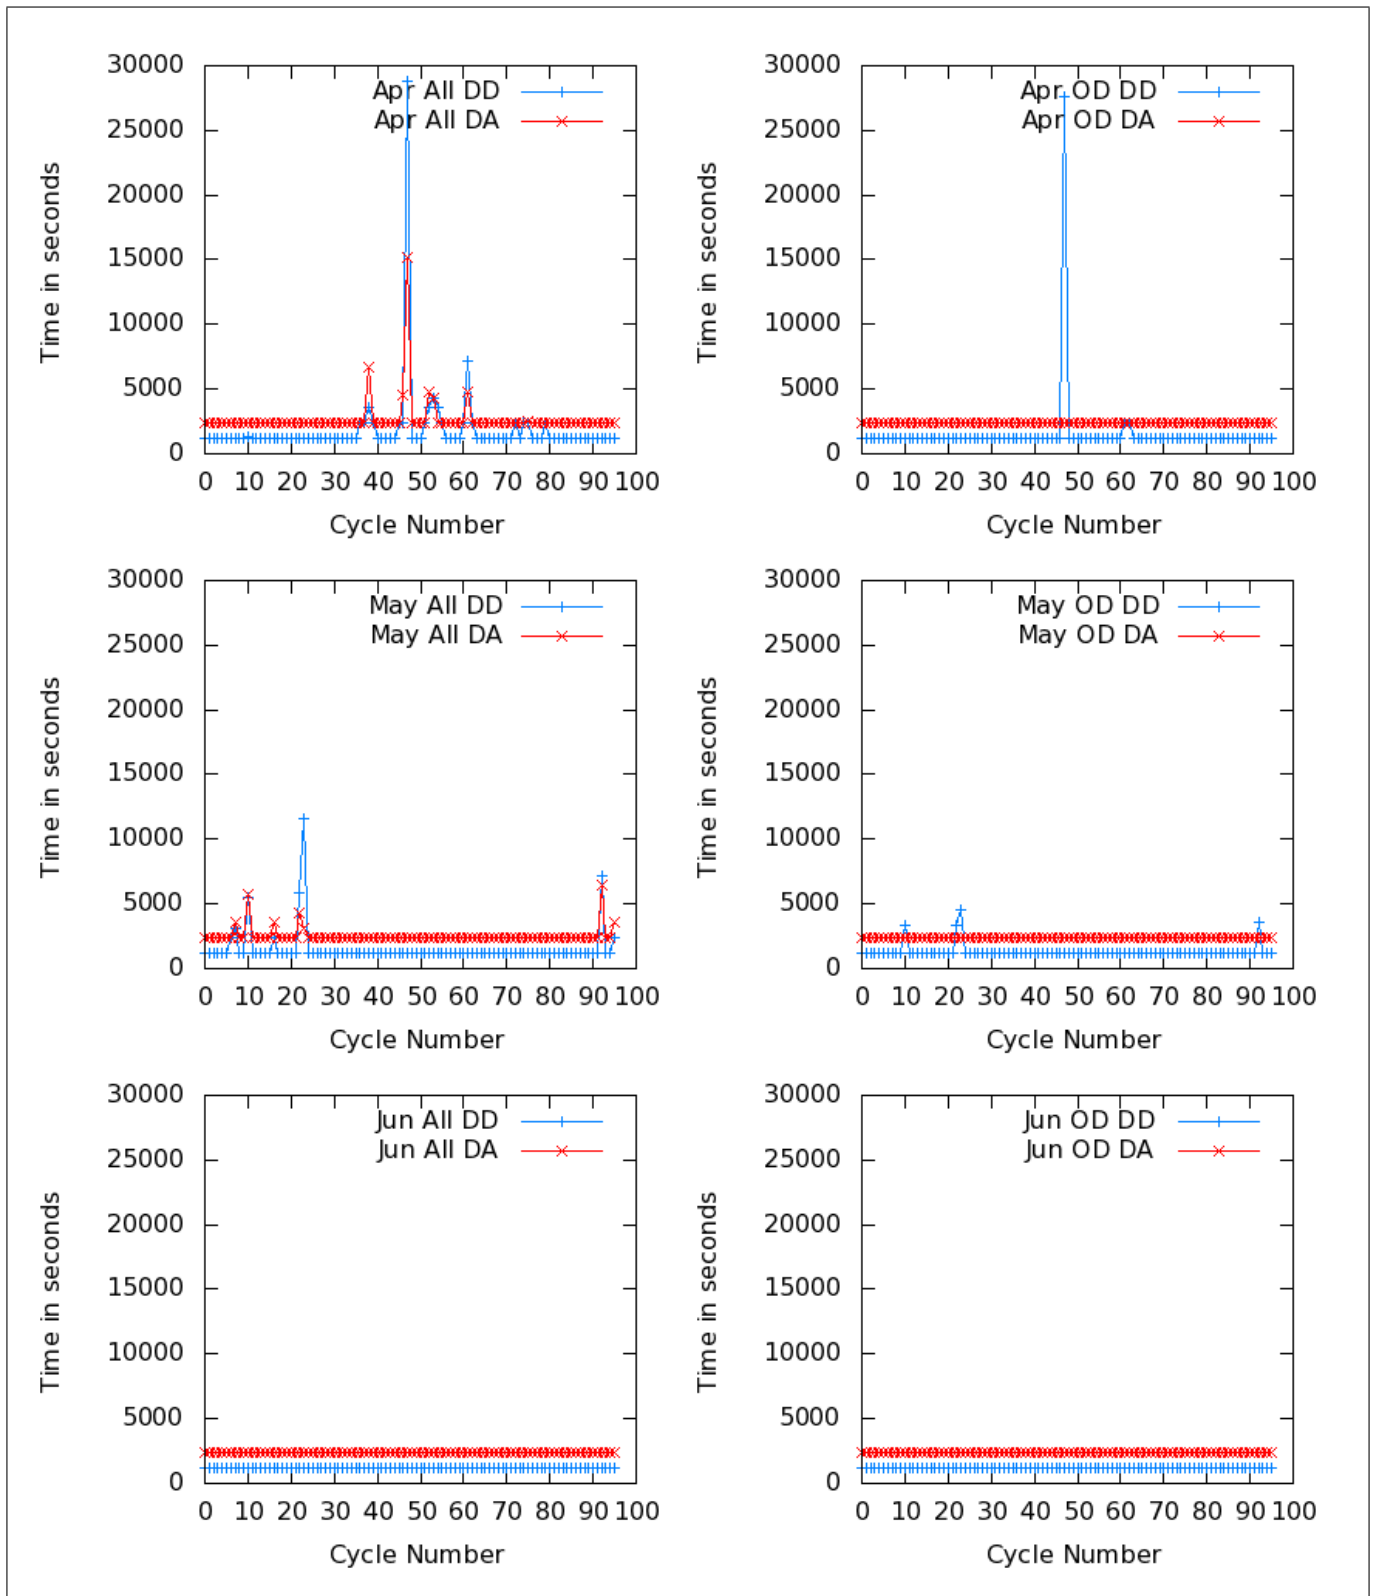 30000
25000
20000
15000
10000
5000
0
Time in seconds
Apr All DD
Apr All DA
0 10 20 30 40 50 60 70 80 90 100
Cycle Number
30000
25000
20000
15000
10000
5000
0
Time in seconds
Apr OD DD
Apr OD DA
0 10 20 30 40 50 60 70 80 90 100
Cycle Number
30000
25000
20000
15000
10000
5000
0
Time in seconds
May All DD
May All DA
0 10 20 30 40 50 60 70 80 90 100
Cycle Number
30000
25000
20000
15000
10000
5000
0
Time in seconds
May OD DD
May OD DA
0 10 20 30 40 50 60 70 80 90 100
Cycle Number
30000
25000
20000
15000
10000
5000
0
Time in seconds
Jun All DD
Jun All DA
0 10 20 30 40 50 60 70 80 90 100
Cycle Number
30000
25000
20000
15000
10000
5000
0
Time in seconds
Jun OD DD
Jun OD DA
0 10 20 30 40 50 60 70 80 90 100
Cycle Number